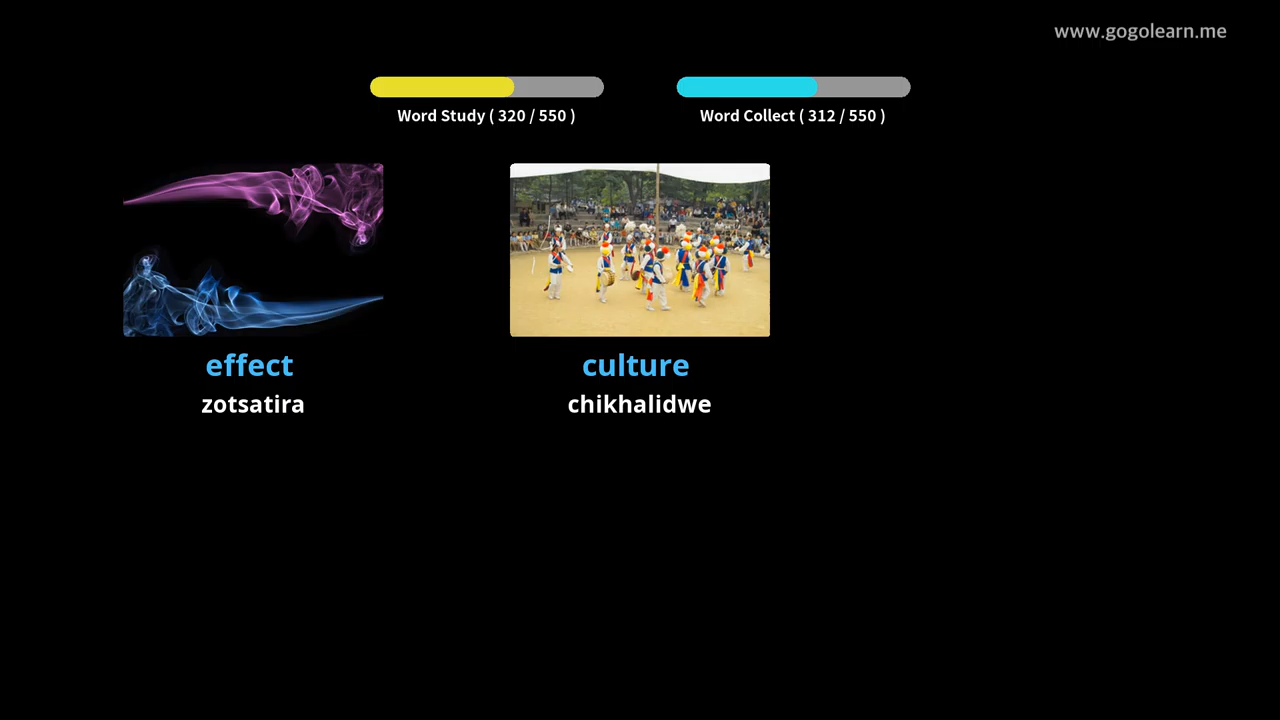 www.gogolearn.me
Word Study ( 320 / 550 )
Word Collect ( 312 / 550 )
effect
culture
zotsatira
chikhalidwe